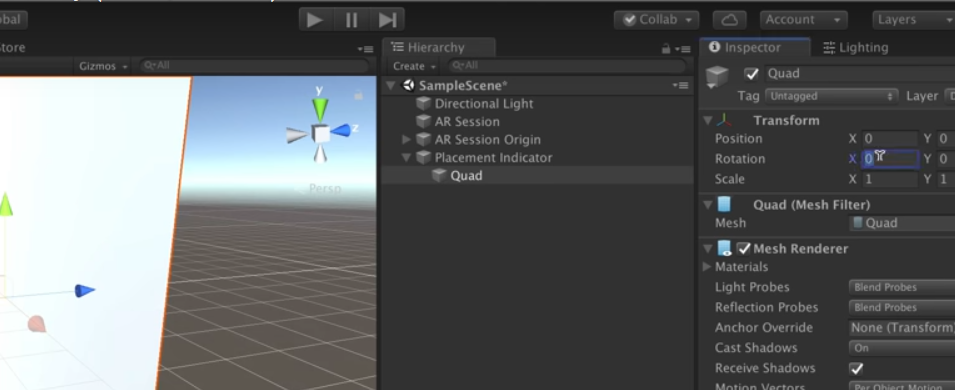 bal
Collab
Account
Layers
tore
Gizmos
All
y
z
Persp
Hierarchy
Create
All
SampleScene*
Directional Light
AR Session
AR Session Origin
Placement Indicator
Quad
Inspector
Lighting
Quad
Tag Untagged Layer D
Transform
Position X 0 Y 0
Rotation X 0 Y 0
Scale X 1 Y 1
Quad (Mesh Filter)
Mesh Quad
Mesh Renderer
Materials
Light Probes Blend Probes
Reflection Probes Blend Probes
Anchor Override None (Transform
Cast Shadows On
Receive Shadows
Motion Vectors Per Object Motion